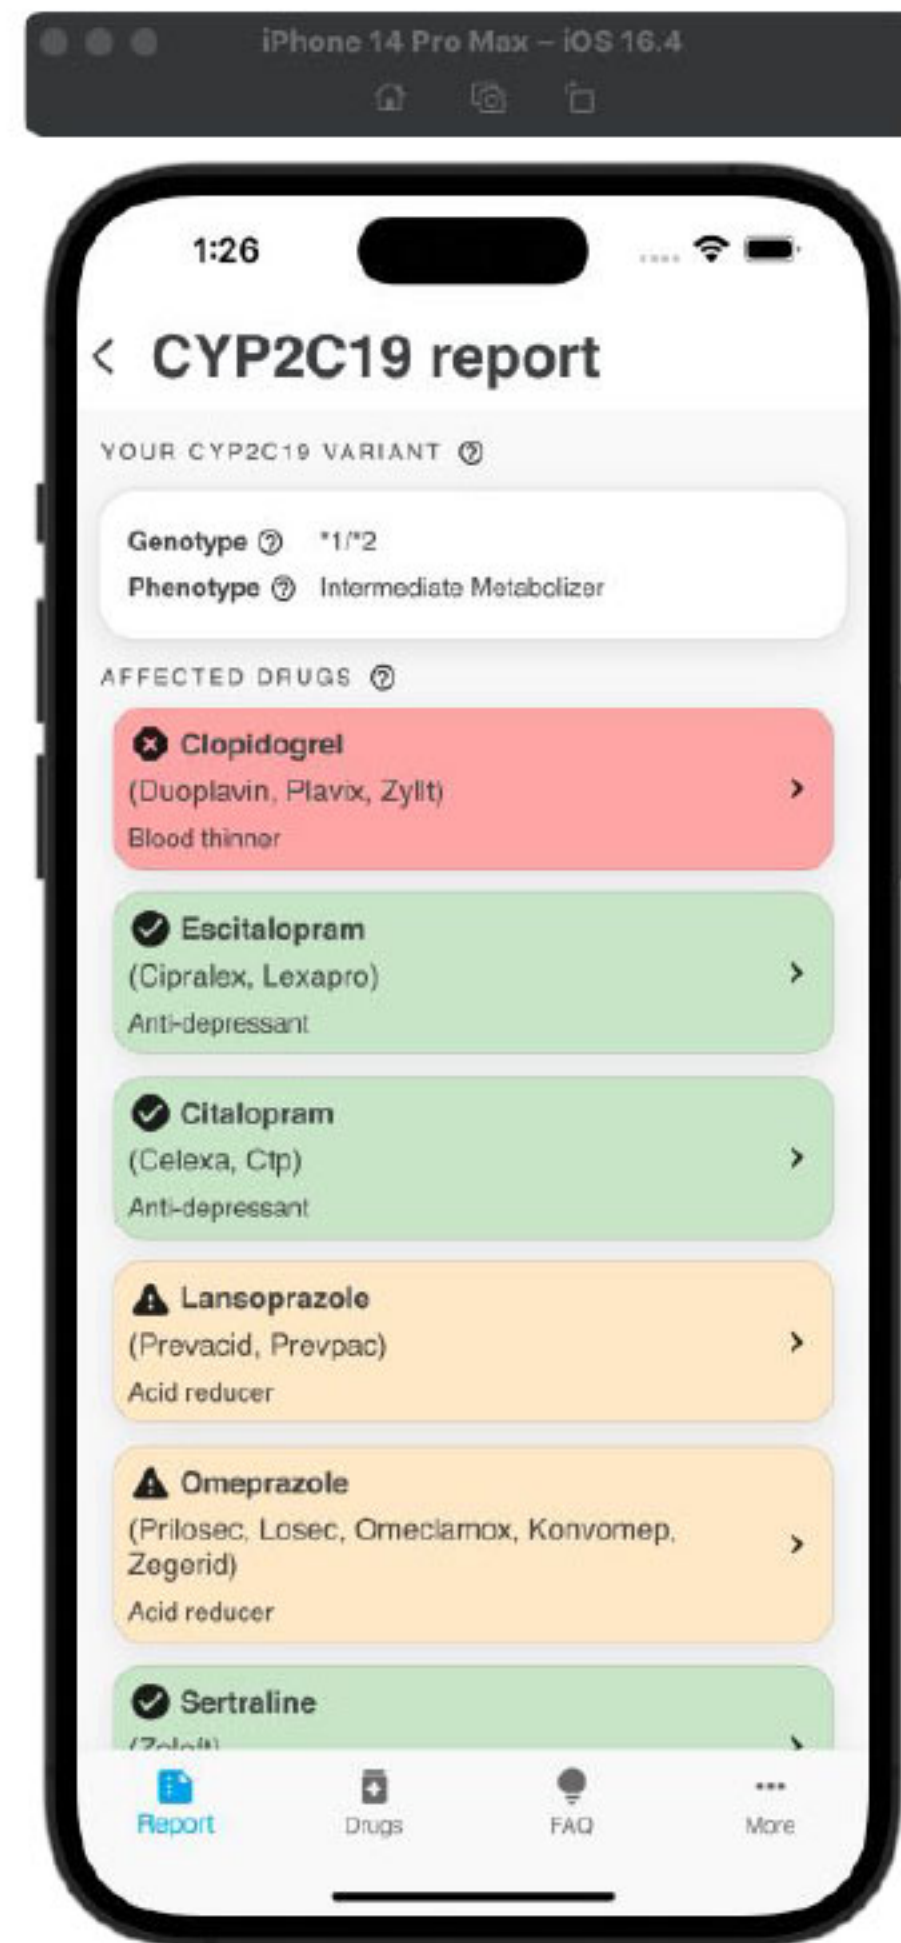 iPhone 14 Pro Max – iOS 16.4
1:26
CYP2C19 report
YOUR CYP2C19 VARIANT
Genotype *1/*2
Phenotype Intermediate Metabolizer
AFFECTED DRUGS
Clopidogrel
(Duoplavin, Plavix, Zyllt)
Blood thinner
Escitalopram
(Cipralex, Lexapro)
Anti-depressant
Citalopram
(Celexa, Ctp)
Anti-depressant
Lansoprazole
(Prevacid, Prevpac)
Acid reducer
Omeprazole
(Prilosec, Losec, Omeclamox, Konvomep,
Zegerid)
Acid reducer
Sertraline
(Zoloft)
Report Drugs FAQ More